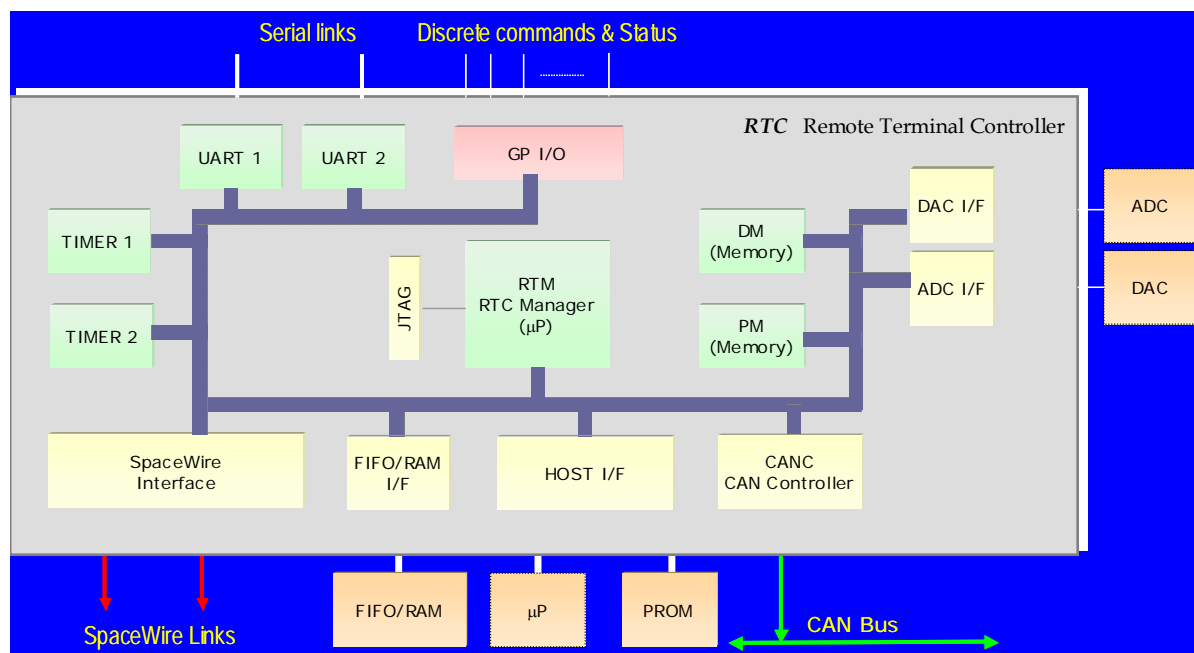 Serial links
Discrete commands & Status
RTC Remote Terminal Controller
UART 1
UART 2
GP I/O
TIMER 1
TIMER 2
JTAG
RTM
RTC Manager
(µP)
DM
(Memory)
PM
(Memory)
DAC I/F
ADC I/F
ADC
DAC
SpaceWire
Interface
FIFO/RAM
I/F
HOST I/F
CANC
CAN Controller
FIFO/RAM
µP
PROM
SpaceWire Links
CAN Bus